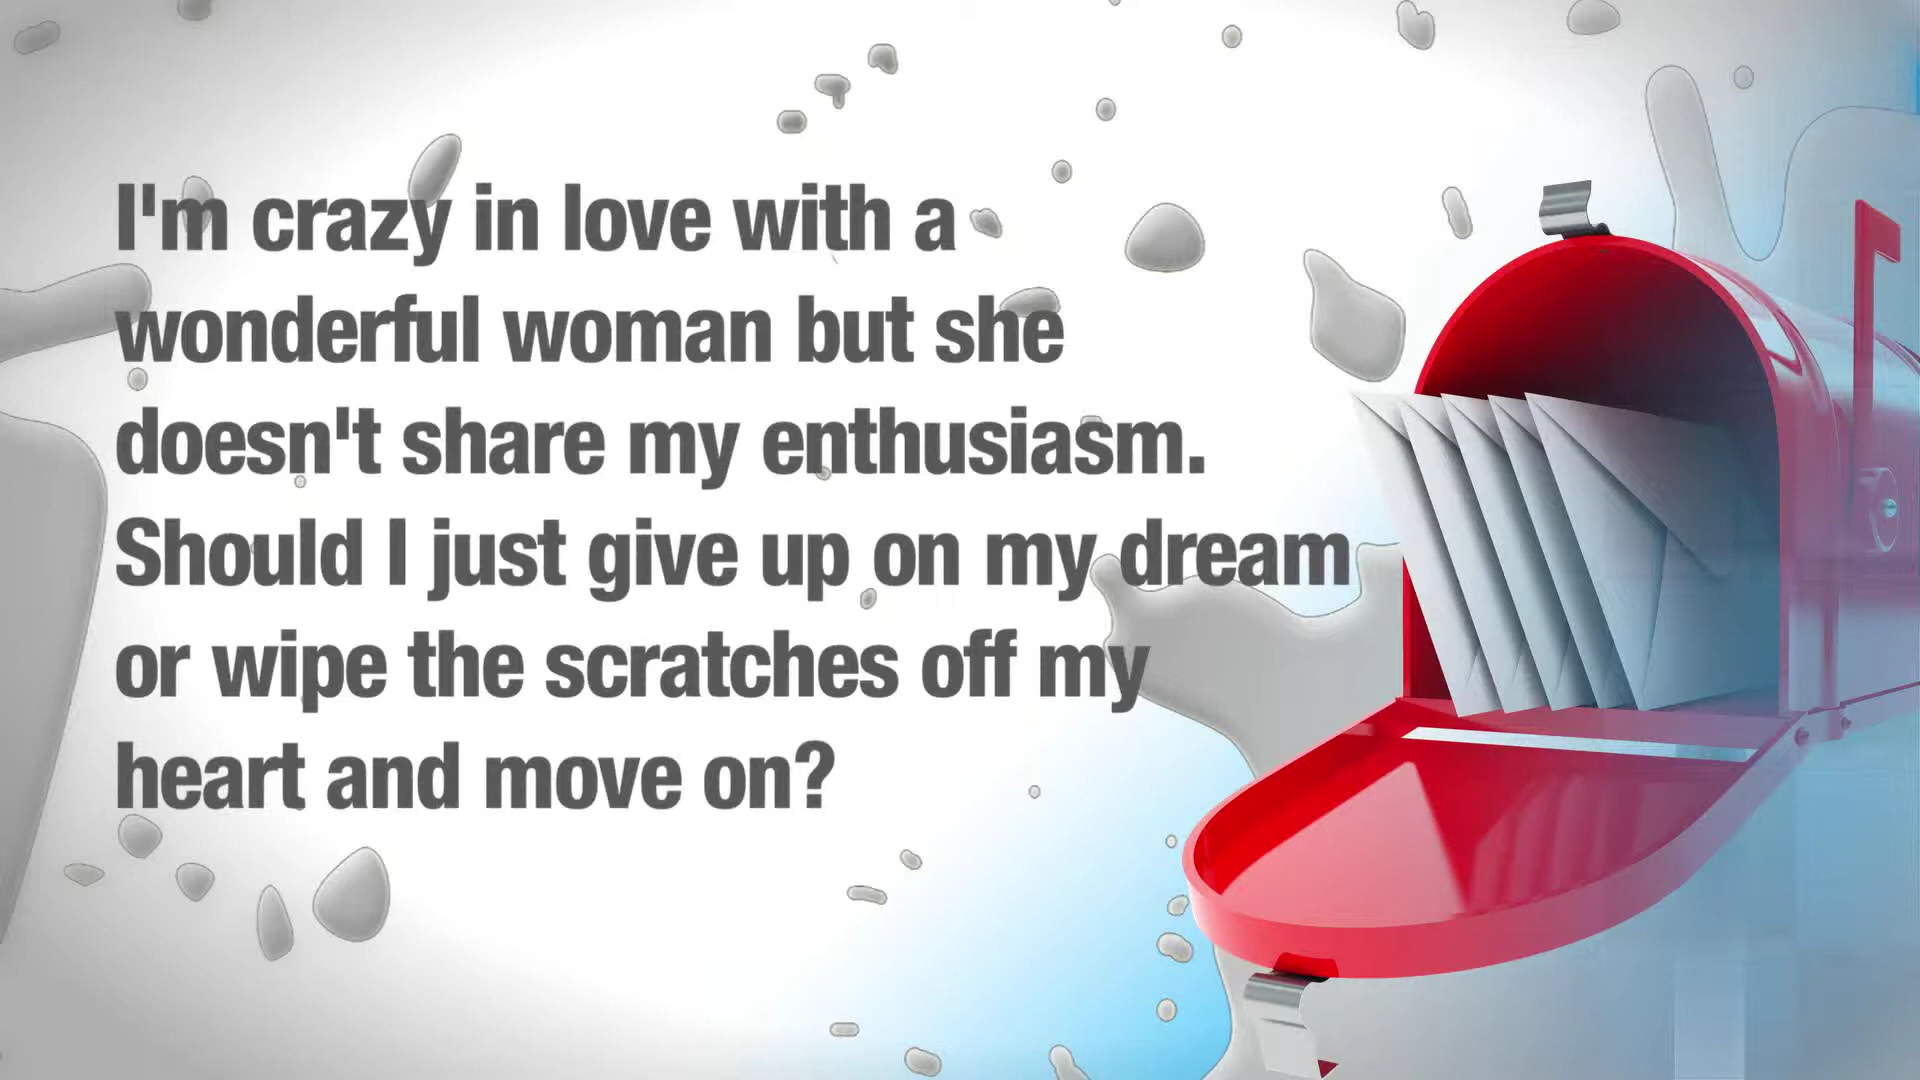 I'm crazy in love with a
wonderful woman but she
doesn't share my enthusiasm.
Should I just give up on my dream
or wipe the scratches off my
heart and move on?